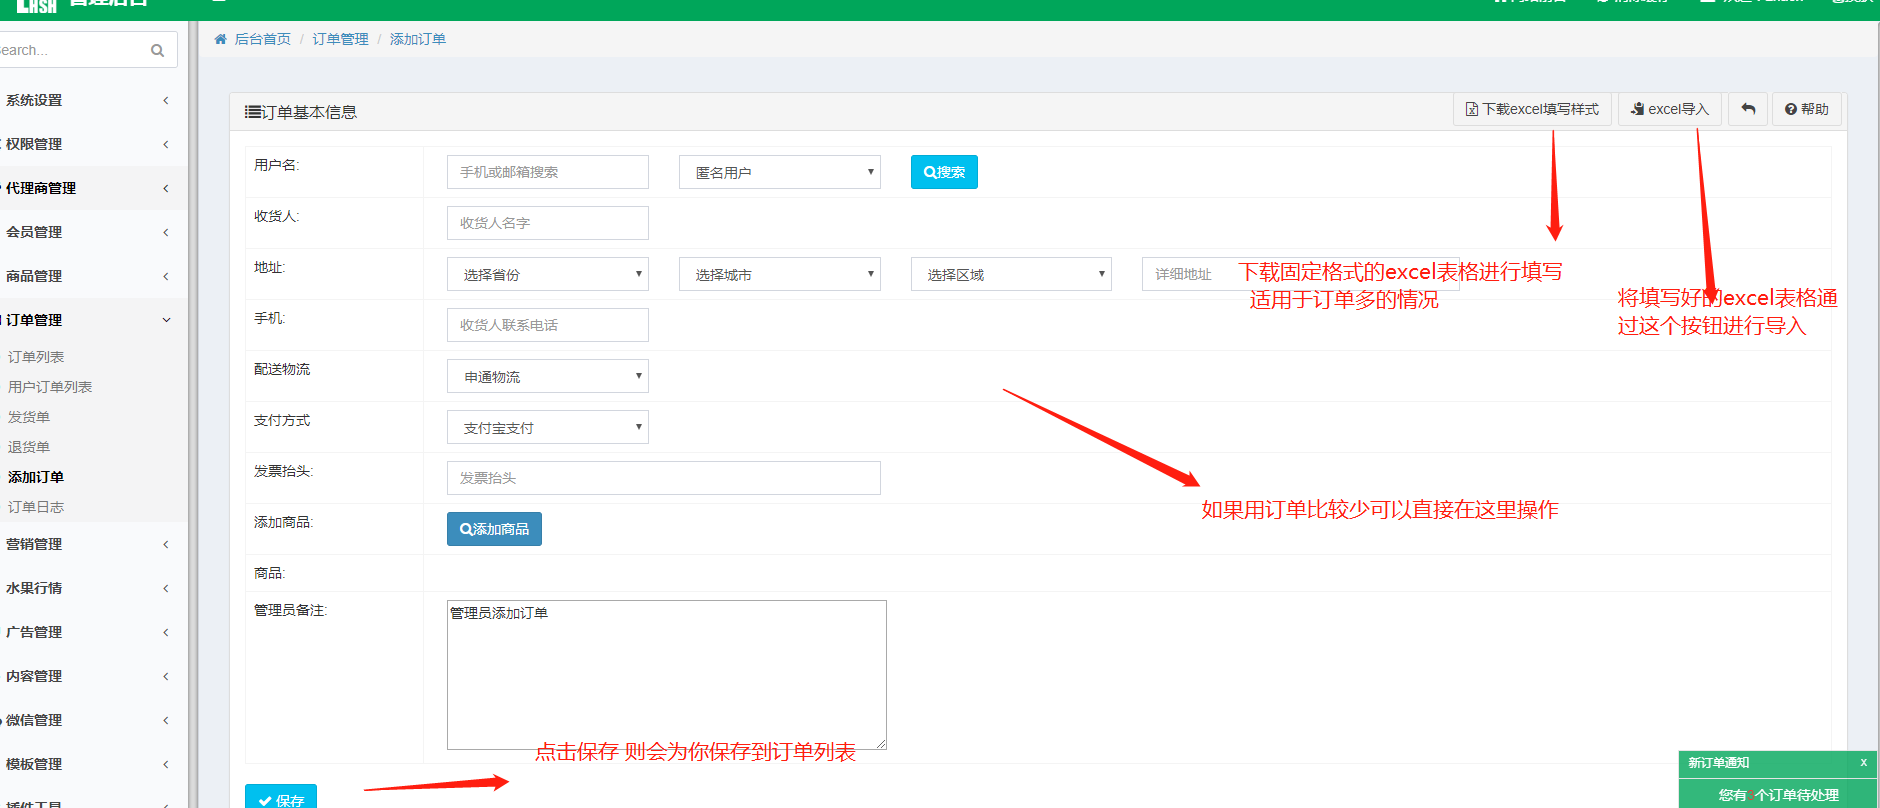 管理后台
Search...
后台首页 / 订单管理 / 添加订单
系统设置
权限管理
代理商管理
会员管理
商品管理
订单管理
订单列表
用户订单列表
发货单
退货单
添加订单
订单日志
营销管理
水果行情
广告管理
内容管理
微信管理
模板管理
插件工具
订单基本信息
下载excel填写样式
excel导入
帮助
用户名:
手机或邮箱搜索
匿名用户
搜索
收货人:
收货人名字
地址:
选择省份
选择城市
选择区域
详细地址
下载固定格式的excel表格进行填写
适用于订单多的情况
将填写好的excel表格通
过这个按钮进行导入
手机:
收货人联系电话
配送物流
申通物流
支付方式
支付宝支付
发票抬头:
发票抬头
如果用订单比较少可以直接在这里操作
添加商品:
添加商品
商品:
管理员备注:
管理员添加订单
点击保存 则会为你保存到订单列表
保存
新订单通知 x
您有 个订单待处理